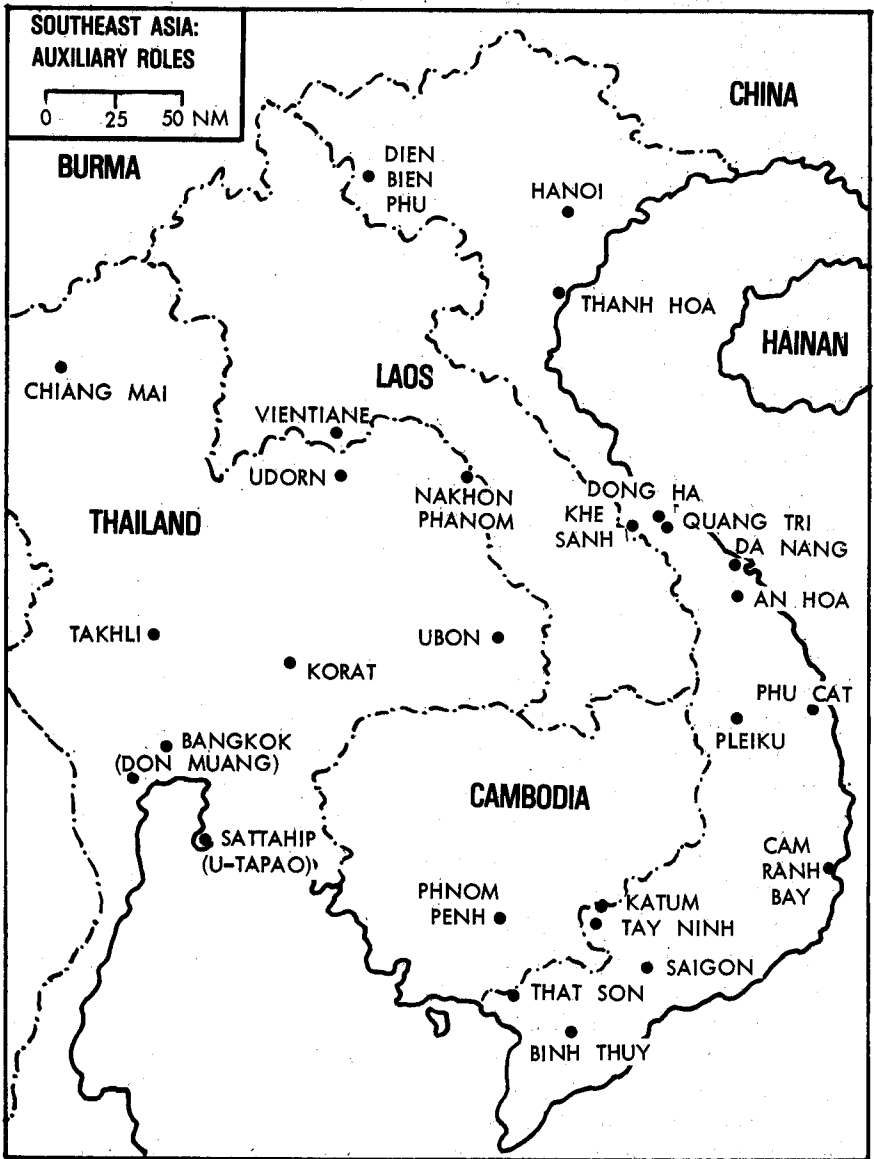 SOUTHEAST ASIA:
AUXILIARY ROLES
0 25 50 NM
CHINA
BURMA
DIEN
BIEN
PHU
HANOI
THANH HOA
HAINAN
LAOS
CHIANG MAI
VIENTIANE
UDORN
NAKHON
PHANOM
THAILAND
DONG HA
KHE
SANH
QUANG TRI
DA NANG
AN HOA
TAKHLI
UBON
KORAT
PHU CAT
PLEIKU
BANGKOK
(DON MUANG)
CAMBODIA
SATTAHIP
(U-TAPAO)
CAM
RANH
BAY
PHNOM
PENH
KATUM
TAY NINH
SAIGON
THAT SON
BINH THUY